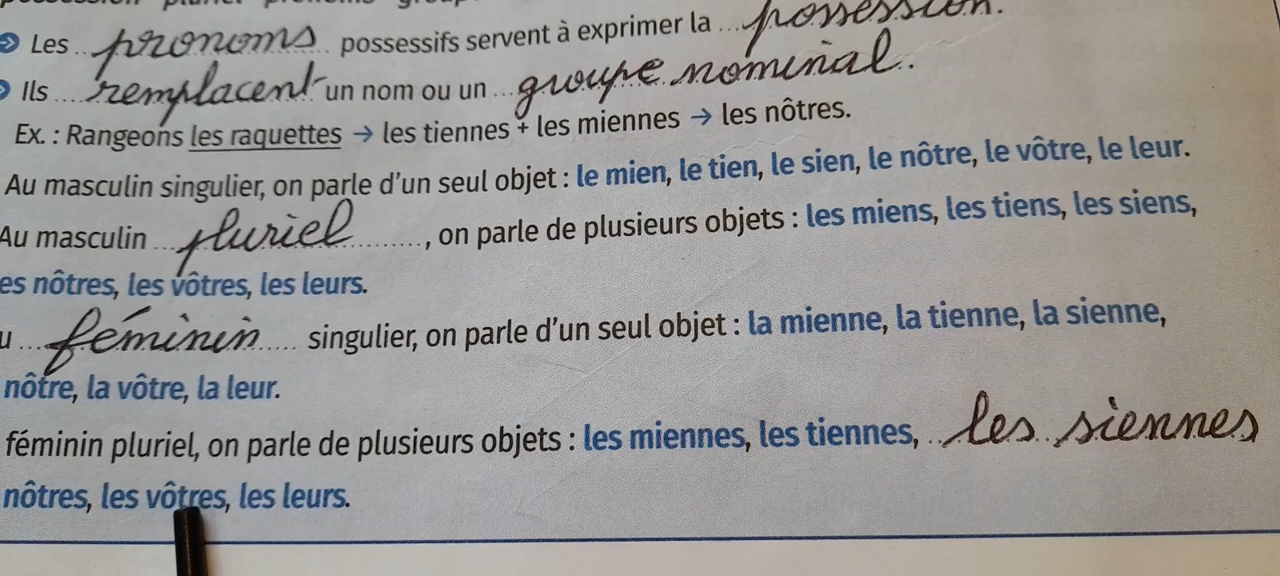 Les pronoms possessifs servent à exprimer la possession.
Ils remplacent un nom ou un groupe nominal.
Ex. : Rangeons les raquettes → les tiennes + les miennes → les nôtres.
Au masculin singulier, on parle d'un seul objet : le mien, le tien, le sien, le nôtre, le vôtre, le leur.
Au masculin pluriel, on parle de plusieurs objets : les miens, les tiens, les siens,
es nôtres, les vôtres, les leurs.
u féminin singulier, on parle d'un seul objet : la mienne, la tienne, la sienne,
nôtre, la vôtre, la leur.
féminin pluriel, on parle de plusieurs objets : les miennes, les tiennes, les siennes
nôtres, les vôtres, les leurs.